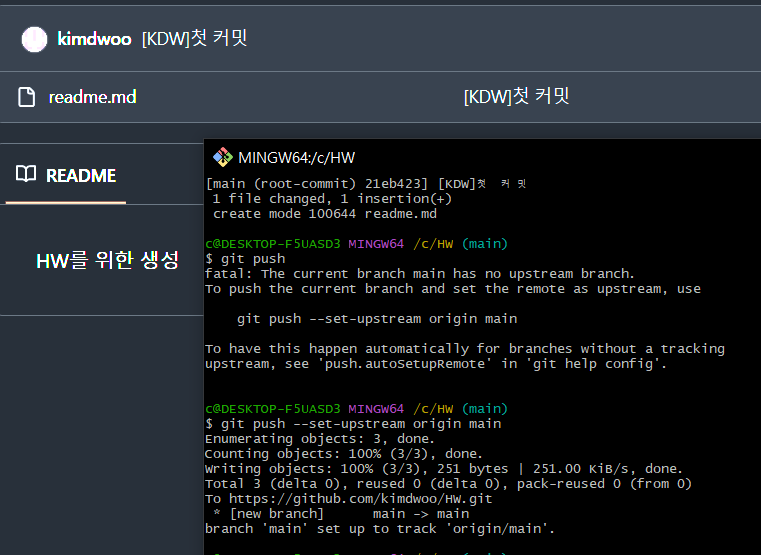 kimdwoo [KDW]첫 커밋
readme.md [KDW]첫 커밋
README
HW를 위한 생성
MINGW64:/c/HW
[main (root-commit) 21eb423] [KDW]첫 커밋
1 file changed, 1 insertion(+)
create mode 100644 readme.md
c@DESKTOP-F5UASD3 MINGW64 /c/HW (main)
$ git push
fatal: The current branch main has no upstream branch.
To push the current branch and set the remote as upstream, use
git push --set-upstream origin main
To have this happen automatically for branches without a tracking
upstream, see 'push.autoSetupRemote' in 'git help config'.
c@DESKTOP-F5UASD3 MINGW64 /c/HW (main)
$ git push --set-upstream origin main
Enumerating objects: 3, done.
Counting objects: 100% (3/3), done.
Writing objects: 100% (3/3), 251 bytes | 251.00 KiB/s, done.
Total 3 (delta 0), reused 0 (delta 0), pack-reused 0 (from 0)
To https://github.com/kimdwoo/HW.git
* [new branch] main -> main
branch 'main' set up to track 'origin/main'.